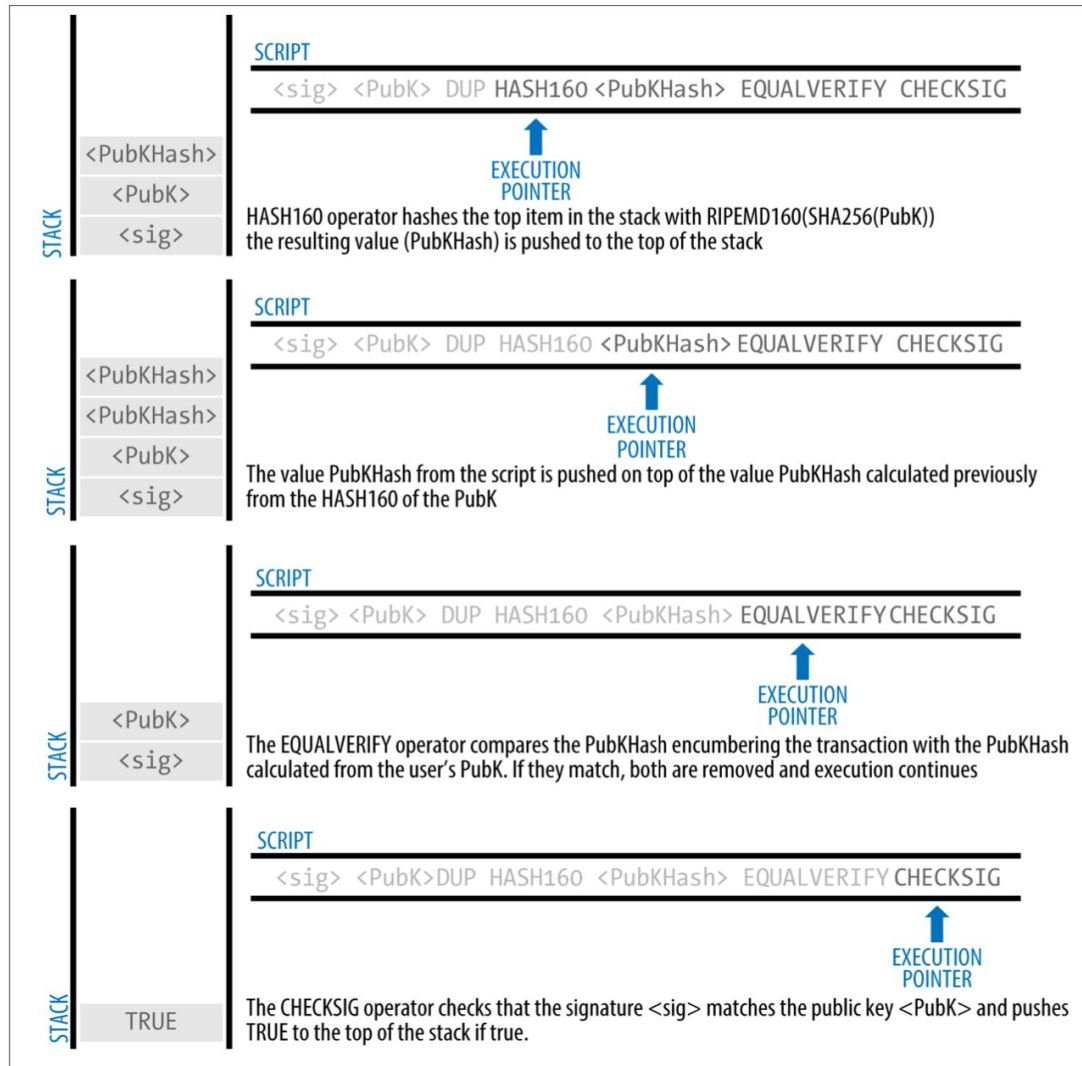 SCRIPT
<sig> <PubK> DUP HASH160 <PubKHash> EQUALVERIFY CHECKSIG
<PubKHash>
<PubK>
<sig>
STACK
EXECUTION
POINTER
HASH160 operator hashes the top item in the stack with RIPEMD160(SHA256(PubK))
the resulting value (PubKHash) is pushed to the top of the stack
SCRIPT
<sig> <PubK> DUP HASH160 <PubKHash> EQUALVERIFY CHECKSIG
<PubKHash>
<PubKHash>
<PubK>
<sig>
STACK
EXECUTION
POINTER
The value PubKHash from the script is pushed on top of the value PubKHash calculated previously
from the HASH160 of the PubK
SCRIPT
<sig> <PubK> DUP HASH160 <PubKHash> EQUALVERIFY CHECKSIG
<PubK>
<sig>
STACK
EXECUTION
POINTER
The EQUALVERIFY operator compares the PubKHash encumbering the transaction with the PubKHash
calculated from the user's PubK. If they match, both are removed and execution continues
SCRIPT
<sig> <PubK> DUP HASH160 <PubKHash> EQUALVERIFY CHECKSIG
TRUE
STACK
EXECUTION
POINTER
The CHECKSIG operator checks that the signature <sig> matches the public key <PubK> and pushes
TRUE to the top of the stack if true.